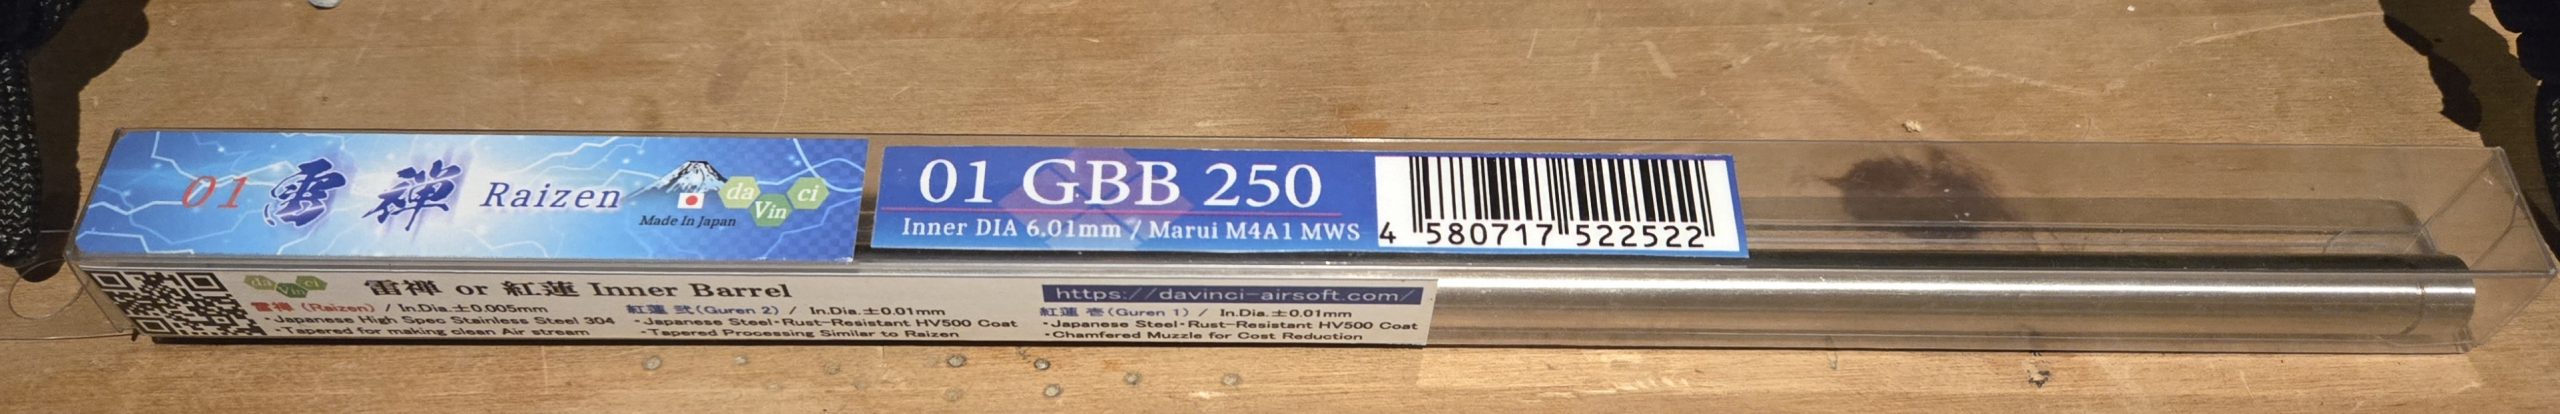 01 雷禅 Raizen
Made In Japan
da Vin ci
01 GBB 250
Inner DIA 6.01mm / Marui M4A1 MWS
4 580717 522522
da Vin ci
雷禅 or 紅蓮 Inner Barrel
雷禅 (Raizen) / In.Dia.±0.005mm
・Japanese High Spec Stainless Steel 304
・Tapered for making clean Air stream
紅蓮 弐(Guren 2) / In.Dia.±0.01mm
・Japanese Steel・Rust-Resistant HV500 Coat
・Tapered Processing Similar to Raizen
https://davinci-airsoft.com/
紅蓮 壱(Guren 1) / In.Dia.±0.01mm
・Japanese Steel・Rust-Resistant HV500 Coat
・Chamfered Muzzle for Cost Reduction